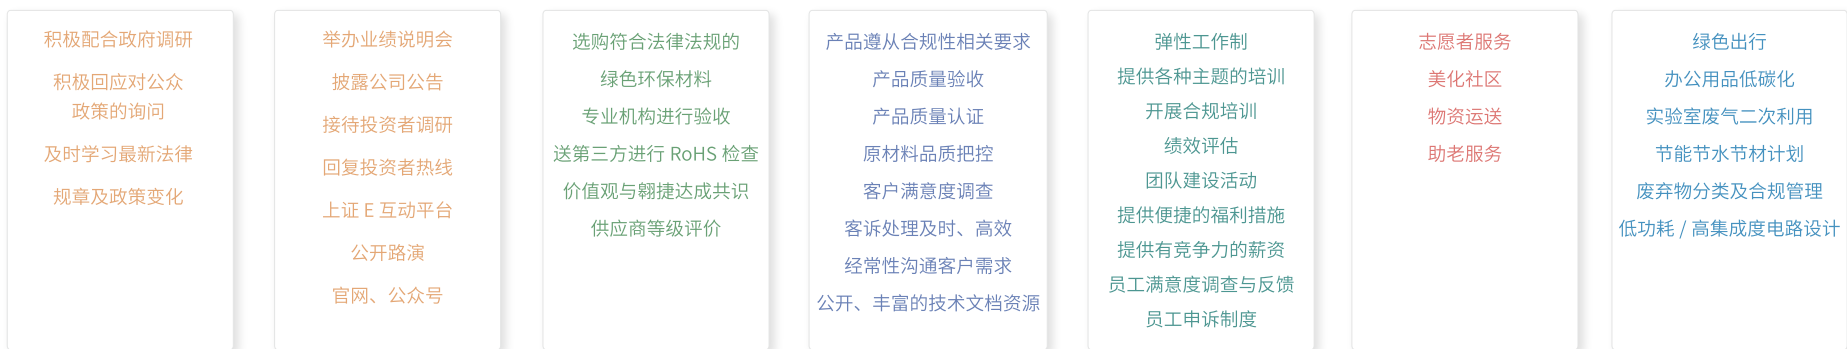 积极配合政府调研
积极回应对公众
政策的询问
及时学习最新法律
规章及政策变化
举办业绩说明会
披露公司公告
接待投资者调研
回复投资者热线
上证 E 互动平台
公开路演
官网、公众号
选购符合法律法规的
绿色环保材料
专业机构进行验收
送第三方进行 RoHS 检查
价值观与翱捷达成共识
供应商等级评价
产品遵从合规性相关要求
产品质量验收
产品质量认证
原材料品质把控
客户满意度调查
客诉处理及时、高效
经常性沟通客户需求
公开、丰富的技术文档资源
弹性工作制
提供各种主题的培训
开展合规培训
绩效评估
团队建设活动
提供便捷的福利措施
提供有竞争力的薪资
员工满意度调查与反馈
员工申诉制度
志愿者服务
美化社区
物资运送
助老服务
绿色出行
办公用品低碳化
实验室废气二次利用
节能节水节材计划
废弃物分类及合规管理
低功耗 / 高集成度电路设计